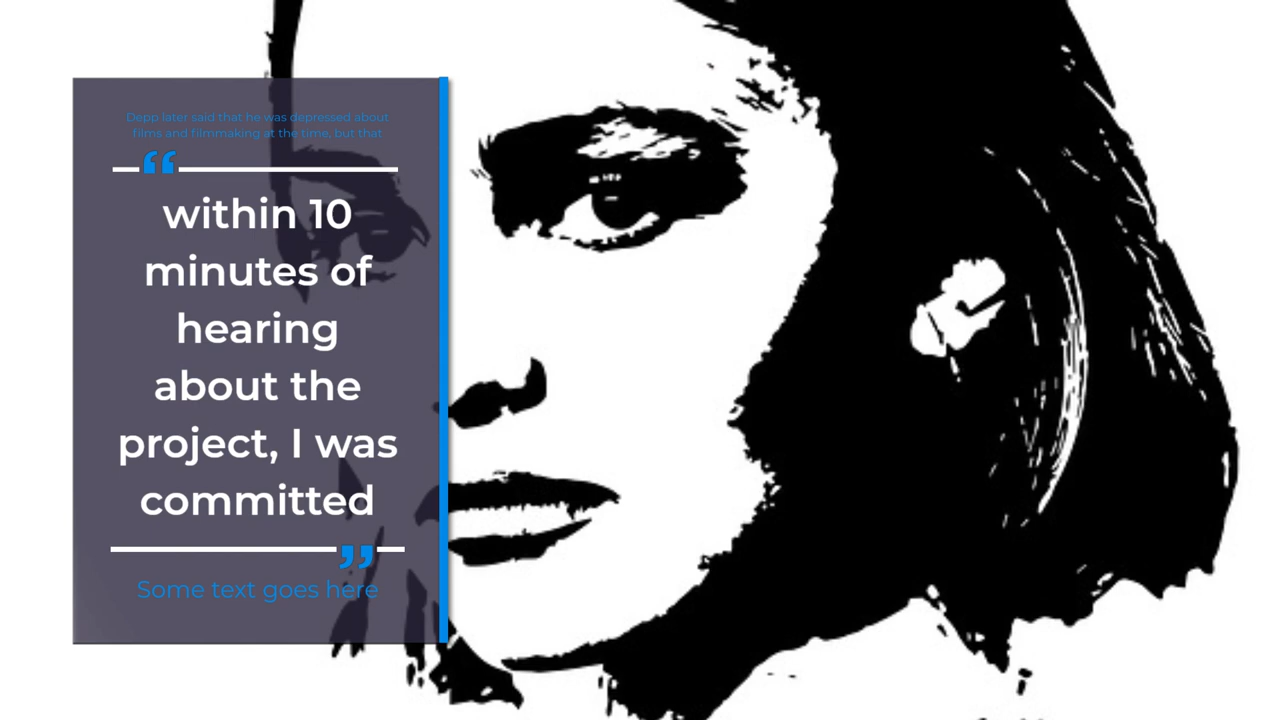 Depp later said that he was depressed about
films and filmmaking at the time, but that
“
within 10
minutes of
hearing
about the
project, I was
committed
”
Some text goes here